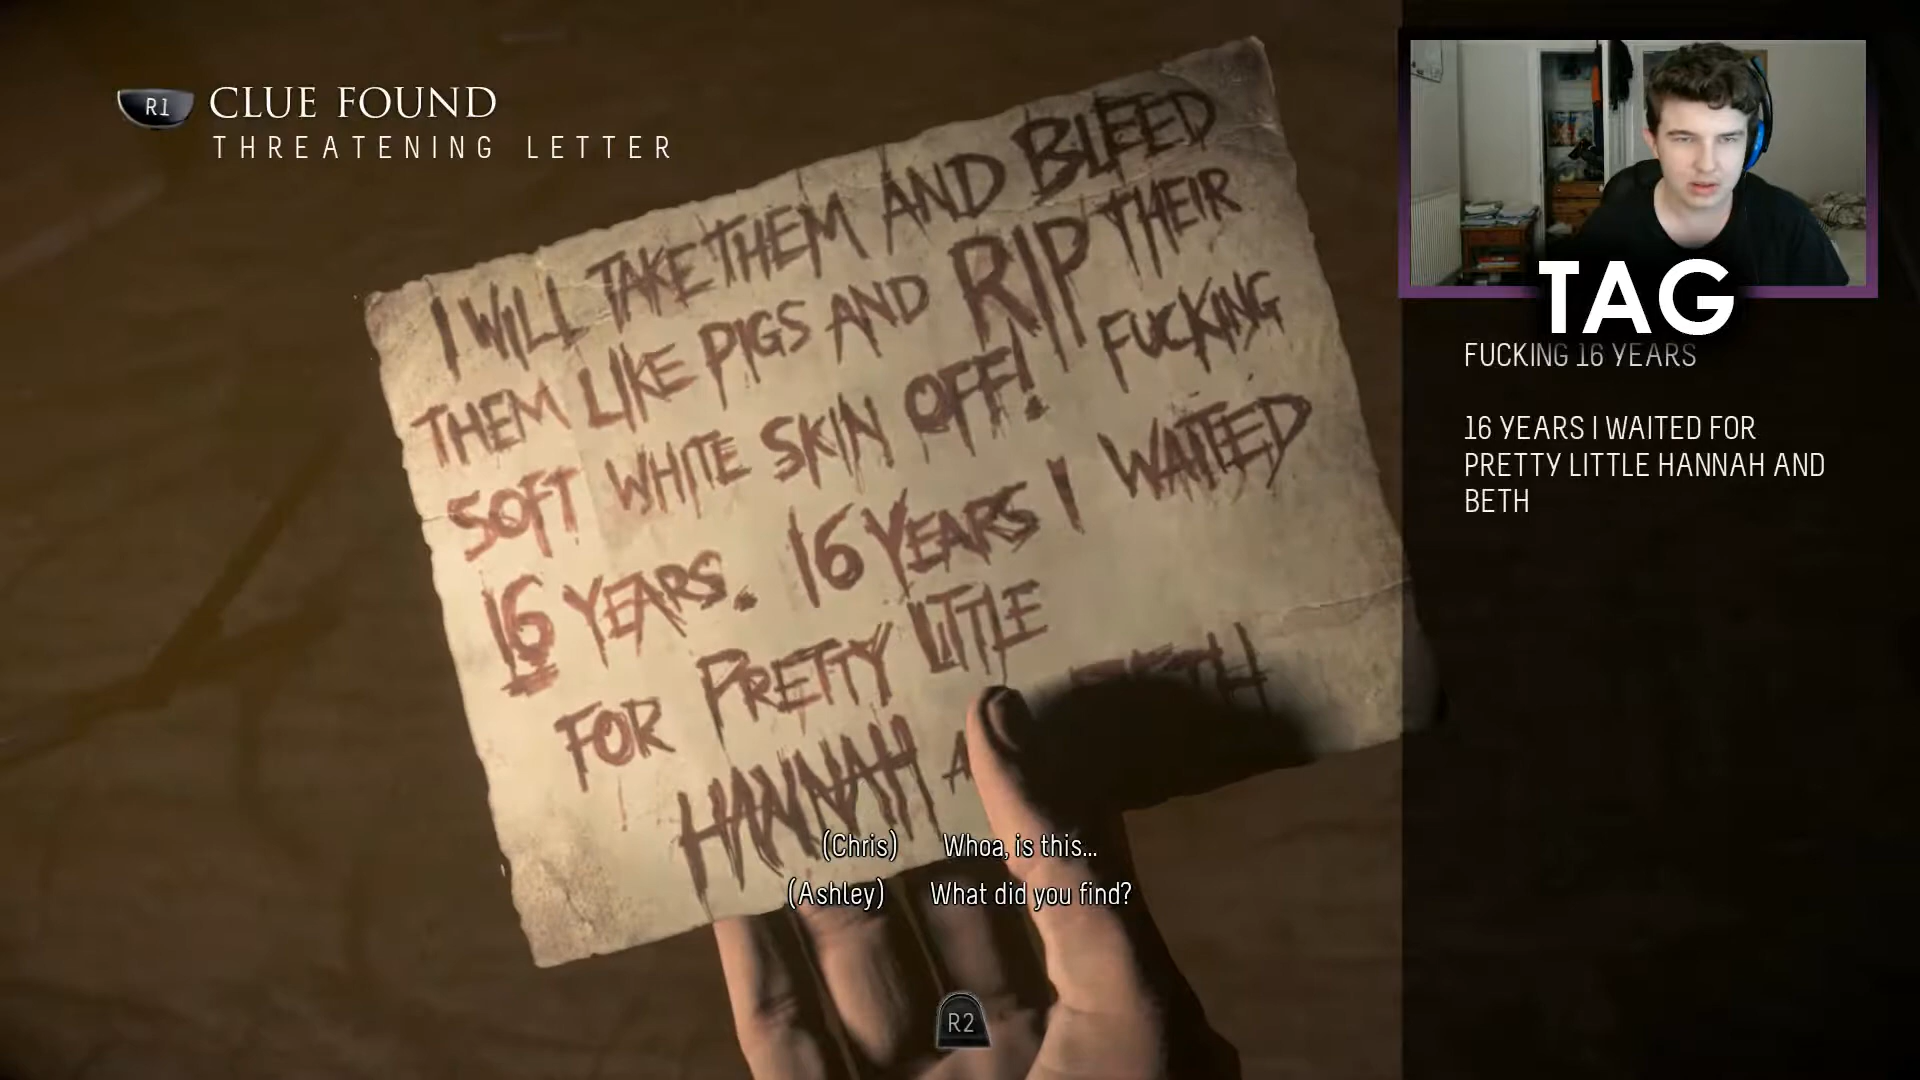 R1 CLUE FOUND
THREATENING LETTER
I WILL TAKE THEM AND BLEED
THEM LIKE PIGS AND RIP THEIR
SOFT WHITE SKIN OFF! FUCKING
16 YEARS. 16 YEARS I WAITED
FOR PRETTY LITTLE
HANNAH
TAG
FUCKING 16 YEARS
16 YEARS I WAITED FOR
PRETTY LITTLE HANNAH AND
BETH
(Chris) Whoa, is this...
(Ashley) What did you find?
R2